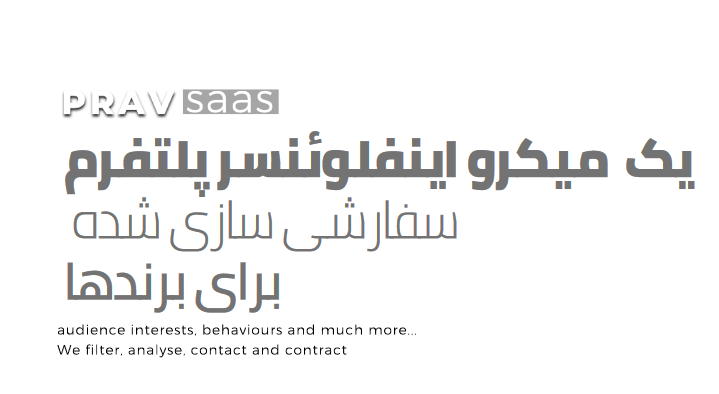 PRAV saas
یک میکرو اینفلوئنسر پلتفرم
سفارشی سازی شده
برای برندها
audience interests, behaviours and much more...
We filter, analyse, contact and contract